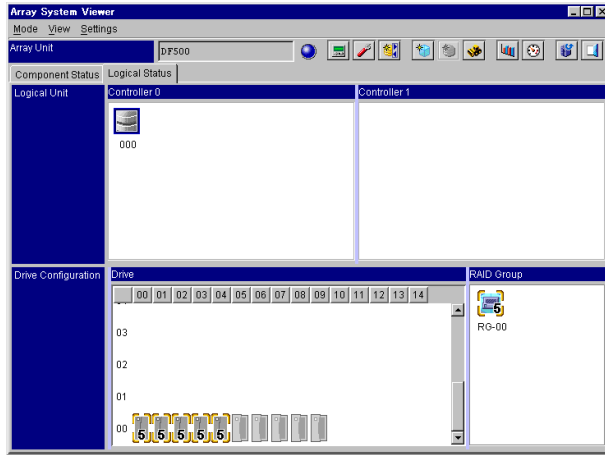 Array System Viewer
Mode View Settings
Array Unit DF500
Component Status Logical Status
Logical Unit Controller 0 Controller 1
000
Drive Configuration Drive RAID Group
00 01 02 03 04 05 06 07 08 09 10 11 12 13 14
03
02
01
00 5 5 5 5 5
5
RG-00